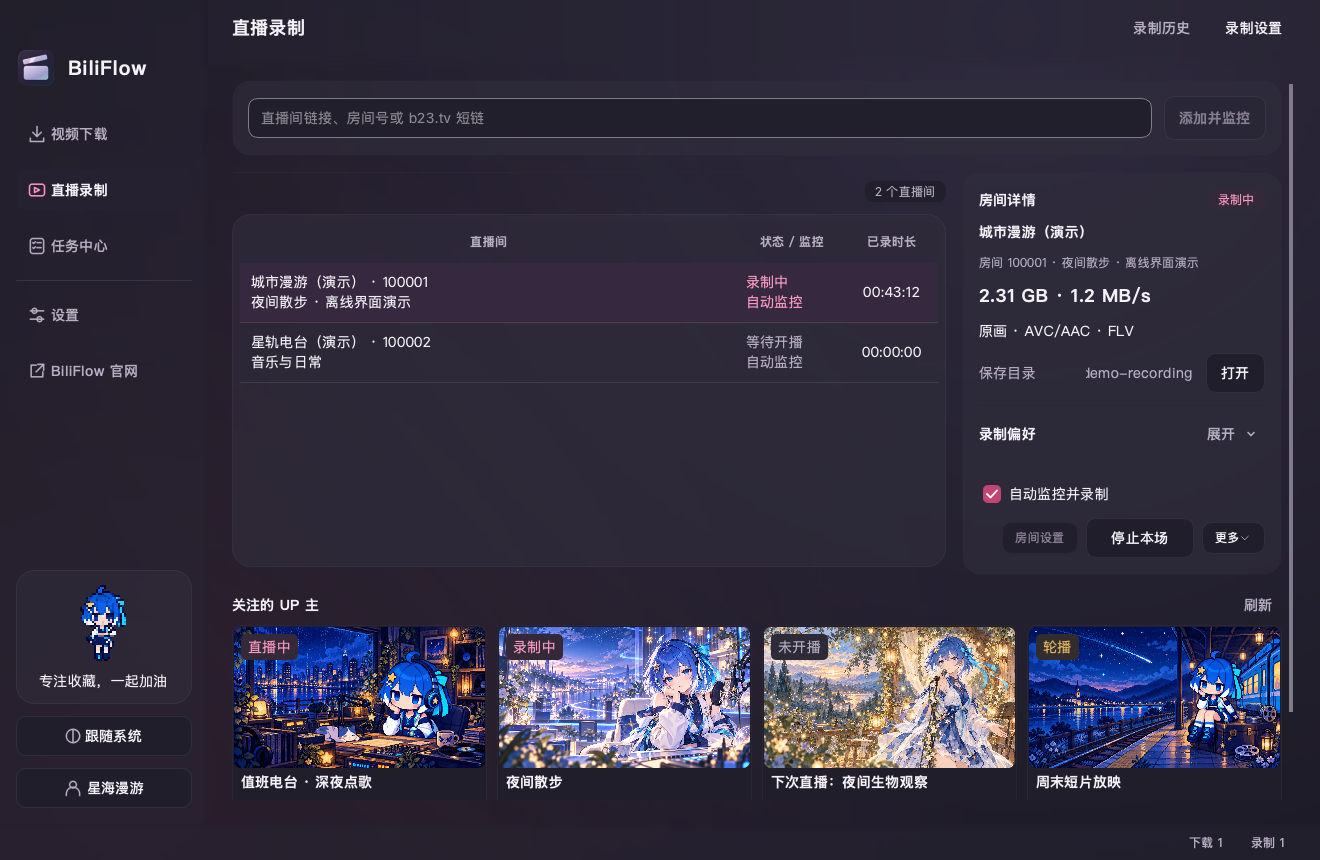 直播录制
录制历史
录制设置
BiliFlow
视频下载
直播录制
任务中心
设置
BiliFlow 官网
专注收藏，一起加油
跟随系统
星海漫游
直播间链接、房间号或 b23.tv 短链
添加并监控
2 个直播间
直播间
状态 / 监控
已录时长
城市漫游（演示） · 100001
夜间散步 · 离线界面演示
录制中
自动监控
00:43:12
星轨电台（演示） · 100002
音乐与日常
等待开播
自动监控
00:00:00
房间详情
录制中
城市漫游（演示）
房间 100001 · 夜间散步 · 离线界面演示
2.31 GB · 1.2 MB/s
原画 · AVC/AAC · FLV
保存目录
demo-recording
打开
录制偏好
展开
自动监控并录制
房间设置
停止本场
更多
关注的 UP 主
刷新
直播中
值班电台 · 深夜点歌
录制中
夜间散步
未开播
下次直播：夜间生物观察
轮播
周末短片放映
下载 1
录制 1